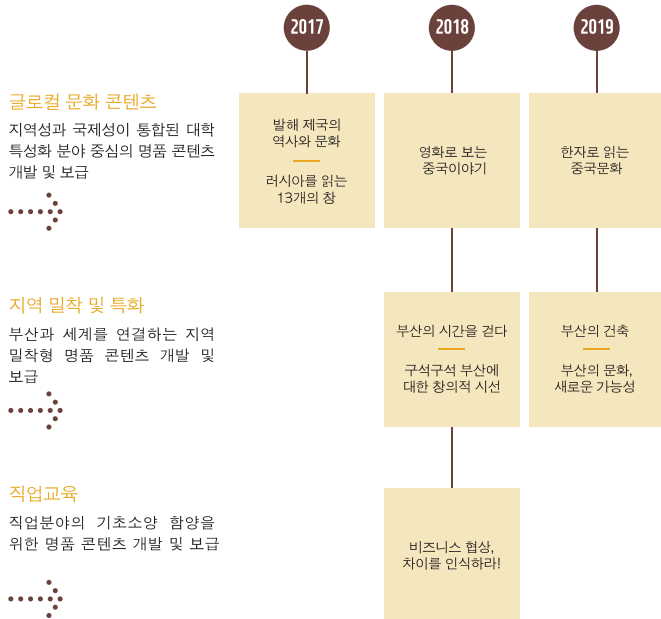 2017
2018
2019
글로컬 문화 콘텐츠
지역성과 국제성이 통합된 대학
특성화 분야 중심의 명품 콘텐츠
개발 및 보급
발해 제국의
역사와 문화
러시아를 읽는
13개의 창
영화로 보는
중국이야기
한자로 읽는
중국문화
지역 밀착 및 특화
부산과 세계를 연결하는 지역
밀착형 명품 콘텐츠 개발 및
보급
부산의 시간을 걷다
구석구석 부산에
대한 창의적 시선
부산의 건축
부산의 문화,
새로운 가능성
직업교육
직업분야의 기초소양 함양을
위한 명품 콘텐츠 개발 및 보급
비즈니스 협상,
차이를 인식하라!